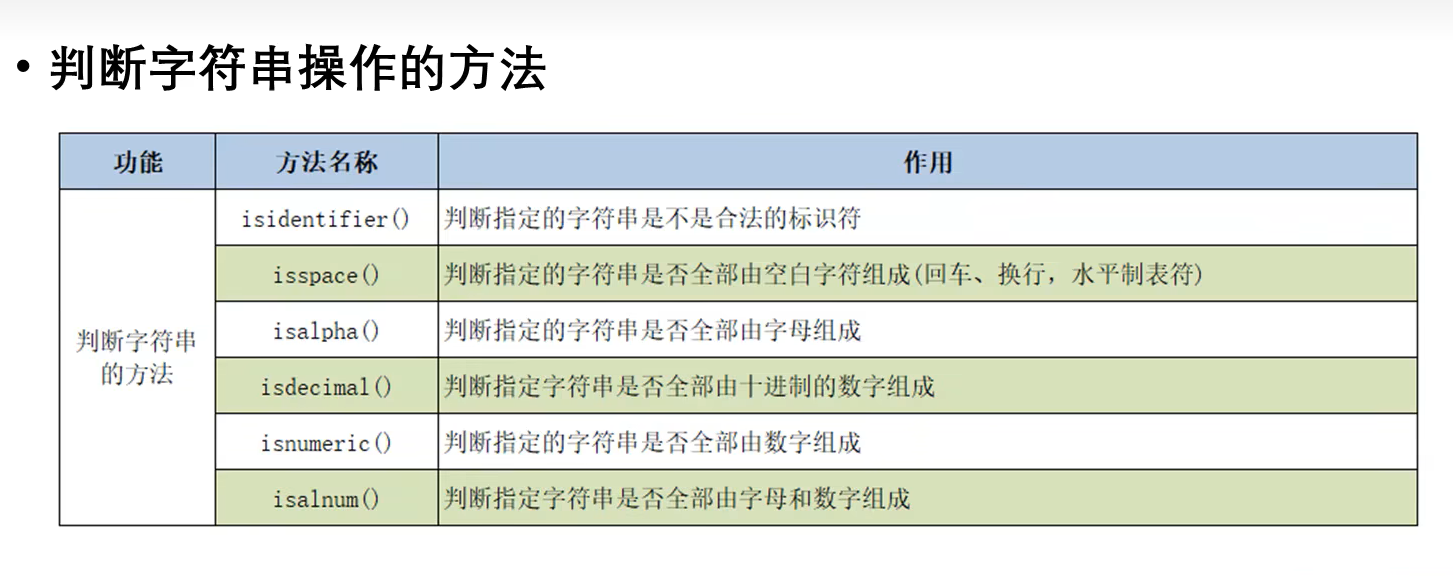 • 判断字符串操作的方法
功能 方法名称 作用
判断字符串
的方法
isidentifier() 判断指定的字符串是不是合法的标识符
isspace() 判断指定的字符串是否全部由空白字符组成(回车、换行，水平制表符)
isalpha() 判断指定的字符串是否全部由字母组成
isdecimal() 判断指定字符串是否全部由十进制的数字组成
isnumeric() 判断指定的字符串是否全部由数字组成
isalnum() 判断指定字符串是否全部由字母和数字组成